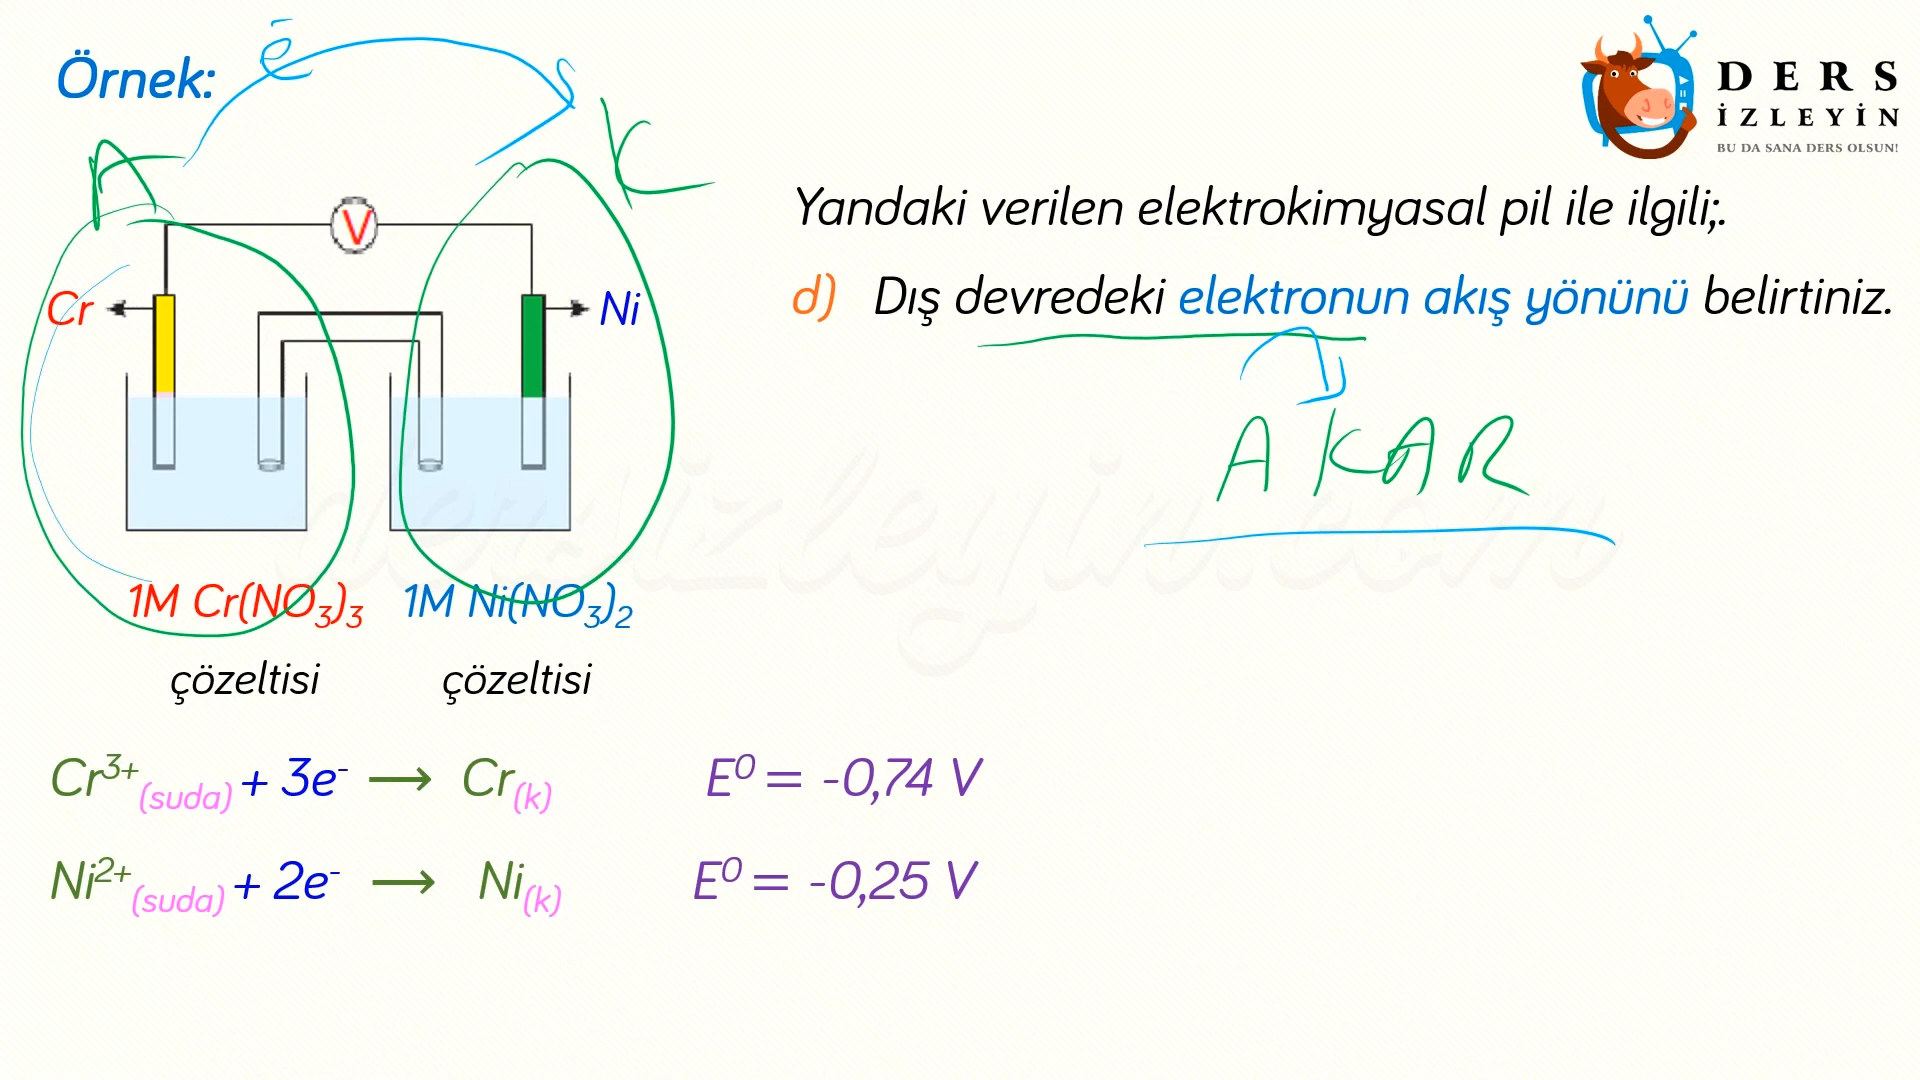 Örnek:
e-
A
K
DERS
İZLEYİN
BU DA SANA DERS OLSUN!
V
Cr
Ni
Yandaki verilen elektrokimyasal pil ile ilgili;.
d) Dış devredeki elektronun akış yönünü belirtiniz.
AKAR
dersizleyin.com
1M Cr(NO₃)₃ 1M Ni(NO₃)₂
çözeltisi çözeltisi
Cr³⁺(suda) + 3e⁻ ⟶ Cr(k) E⁰ = -0,74 V
Ni²⁺(suda) + 2e⁻ ⟶ Ni(k) E⁰ = -0,25 V